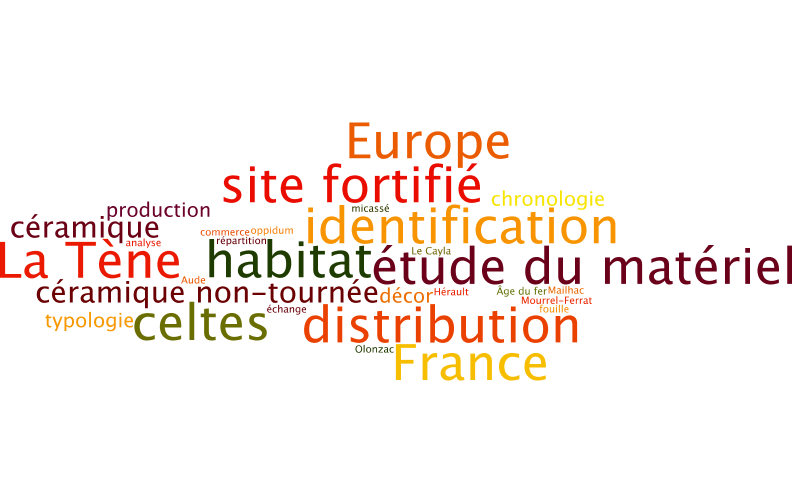 Europe
site fortifié
chronologie
production
micassé
céramique
identification
commerce
oppidum
répartition
analyse
Le Cayla
La Tène
habitat
étude du matériel
Aude
céramique non-tournée
décor
Hérault
Âge du fer
Mailhac
Mourrel-Ferrat
échange
fouille
typologie
celtes
distribution
Olonzac
France